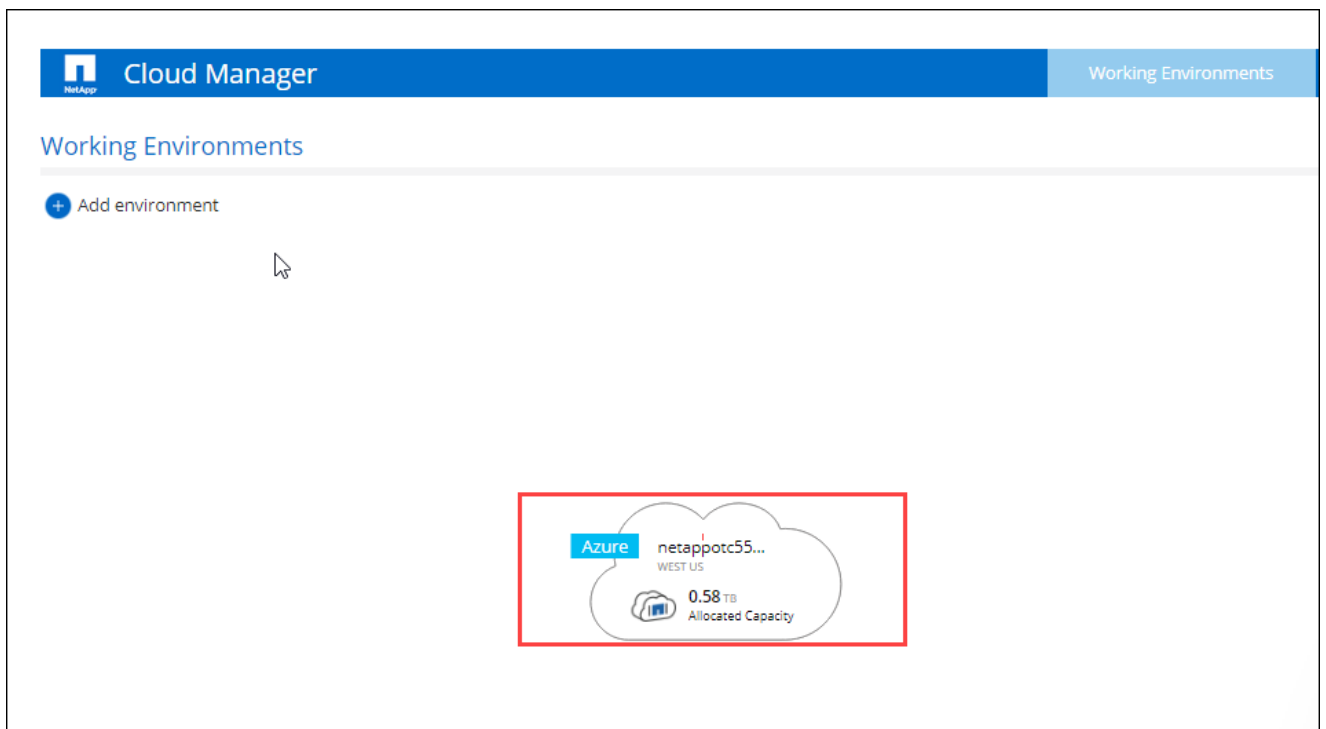 NetApp
Cloud Manager
Working Environments
Working Environments
Add environment
Azure
netappotc55...
WEST US
0.58 TB
Allocated Capacity